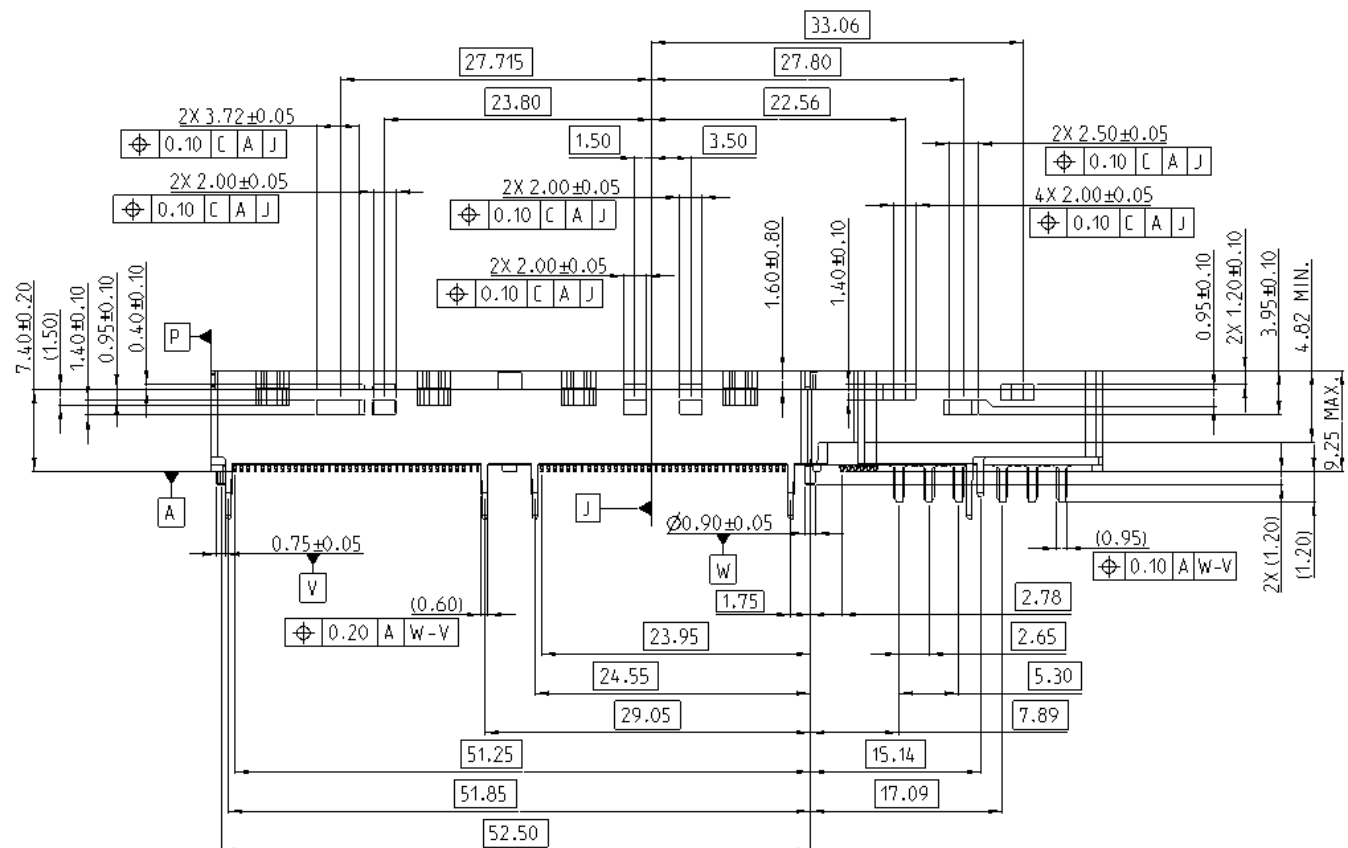 33.06
27.715
27.80
23.80
22.56
2X 3.72±0.05
1.50
3.50
2X 2.50±0.05
⌖ 0.10 C A J
⌖ 0.10 C A J
2X 2.00±0.05
2X 2.00±0.05
4X 2.00±0.05
⌖ 0.10 C A J
⌖ 0.10 C A J
⌖ 0.10 C A J
2X 2.00±0.05
⌖ 0.10 C A J
7.40±0.20
(1.50)
1.40±0.10
0.95±0.10
0.40±0.10
1.60±0.80
1.40±0.10
0.95±0.10
2X 1.20±0.10
3.95±0.10
4.82 MIN.
9.25 MAX.
P
A
J
Ø0.90±0.05
0.75±0.05
V
W
(0.95)
⌖ 0.10 A W-V
2X (1.20)
(1.20)
(0.60)
⌖ 0.20 A W-V
1.75
2.78
23.95
2.65
24.55
5.30
29.05
7.89
51.25
15.14
51.85
17.09
52.50